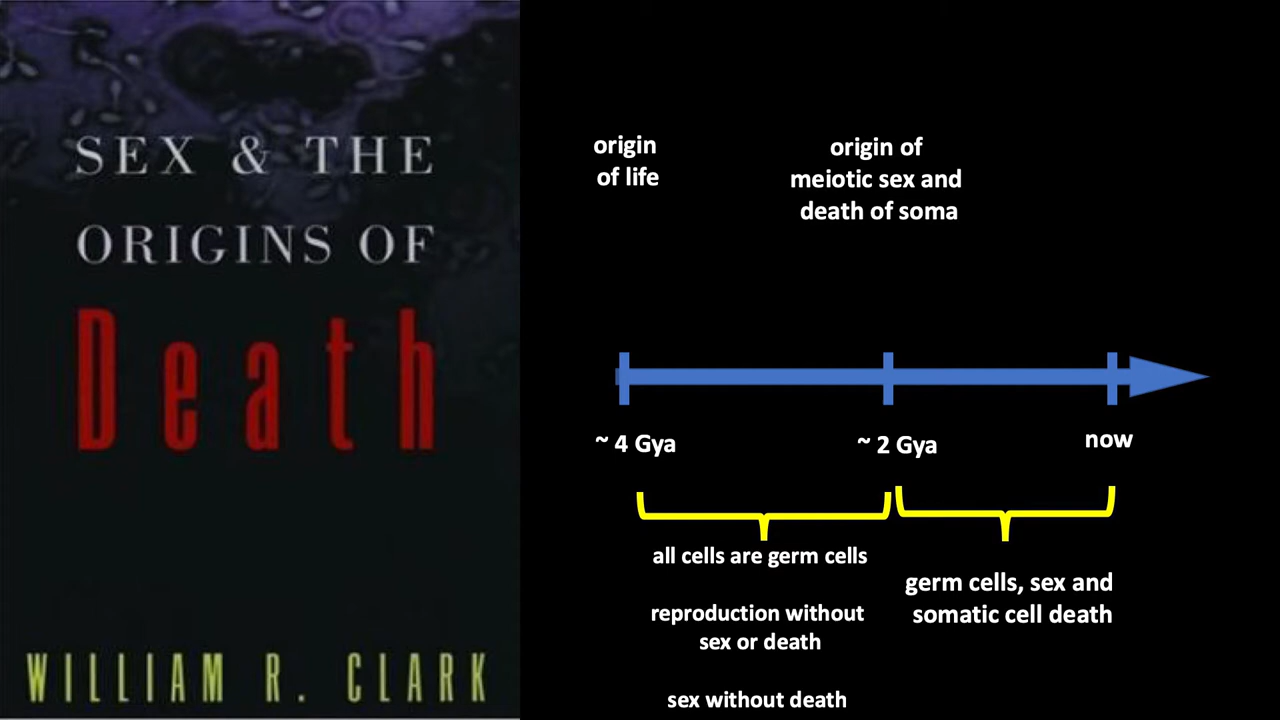 SEX & THE
ORIGINS OF
Death
WILLIAM R. CLARK
origin
of life
origin of
meiotic sex and
death of soma
~ 4 Gya
~ 2 Gya
now
all cells are germ cells
reproduction without
sex or death
sex without death
germ cells, sex and
somatic cell death